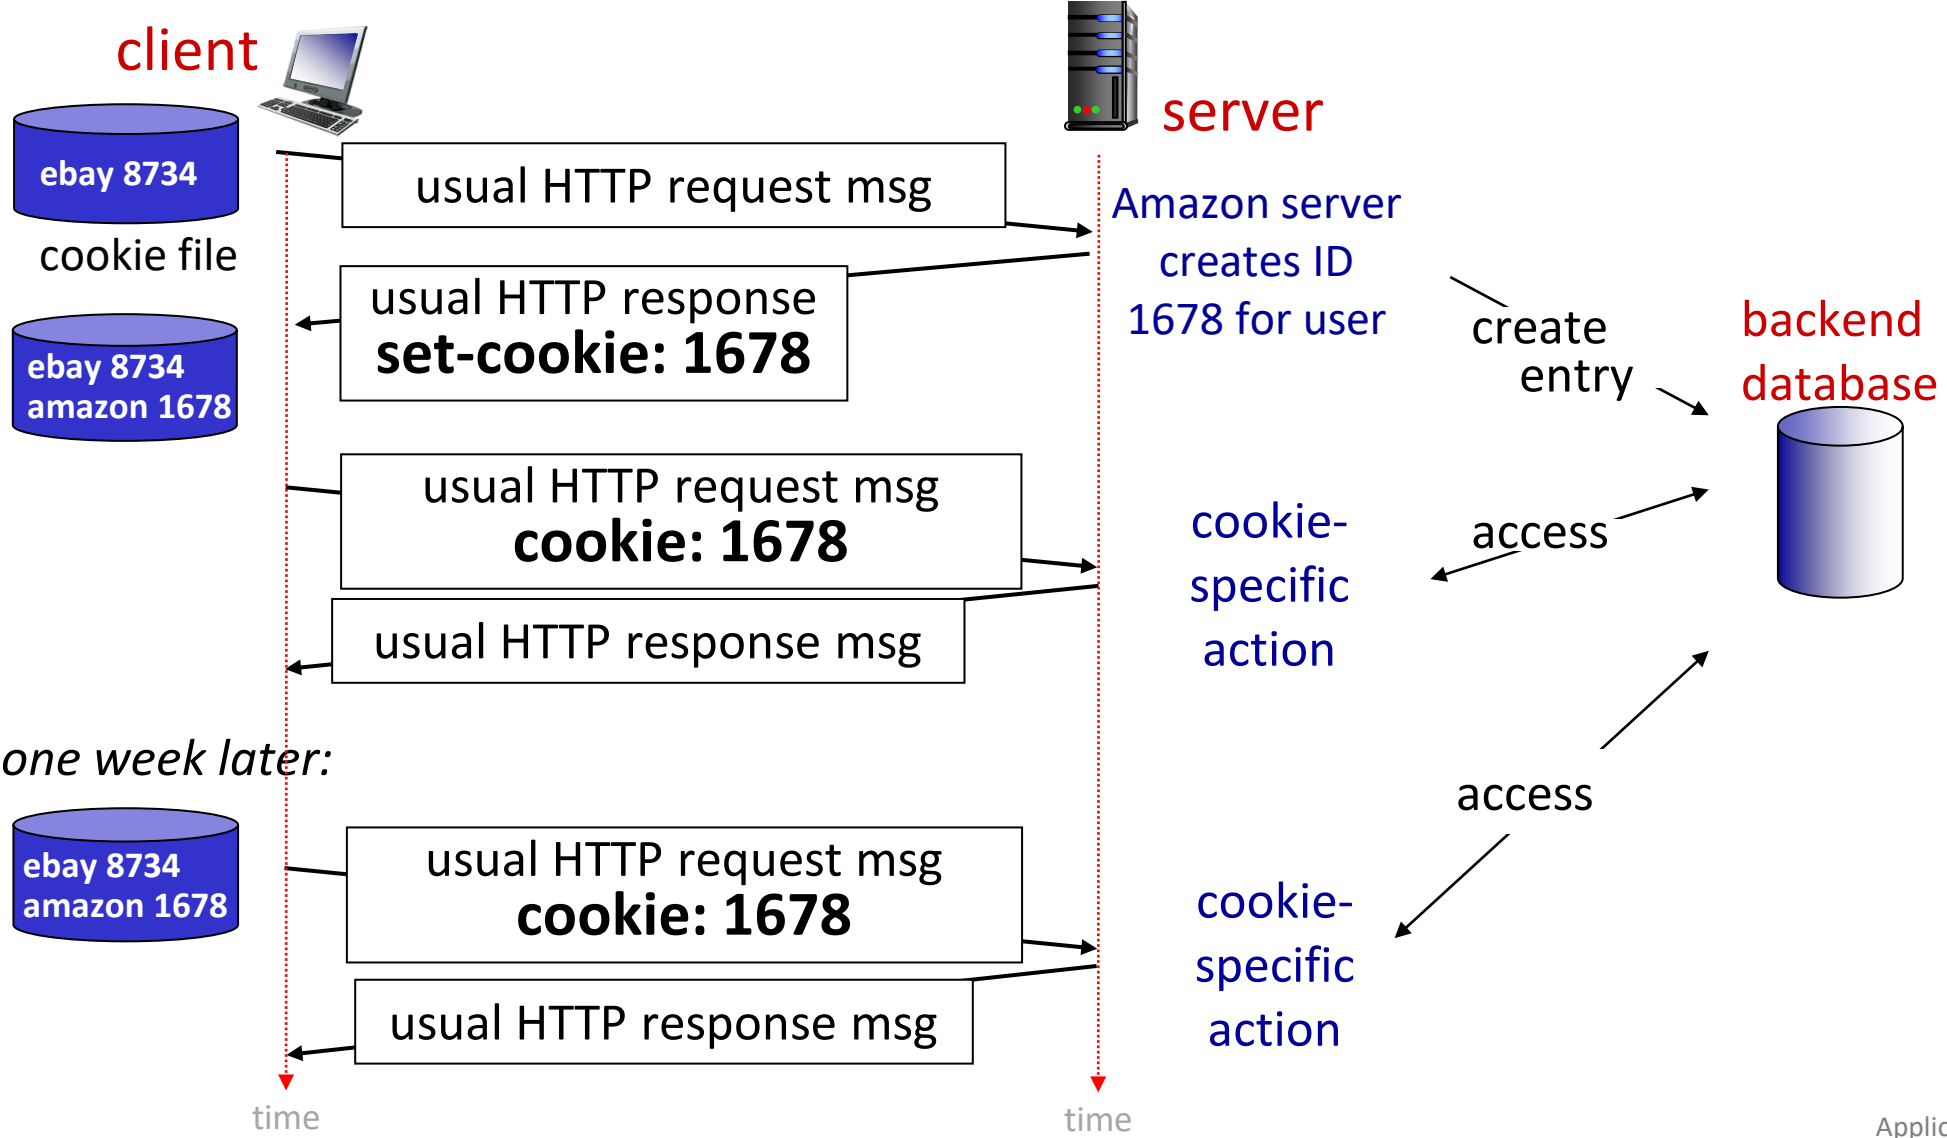 client
server
ebay 8734
cookie file
usual HTTP request msg
Amazon server
creates ID
1678 for user
usual HTTP response
set-cookie: 1678
create
entry
backend
database
ebay 8734
amazon 1678
usual HTTP request msg
cookie: 1678
cookie-
specific
action
access
usual HTTP response msg
one week later:
access
ebay 8734
amazon 1678
usual HTTP request msg
cookie: 1678
cookie-
specific
action
usual HTTP response msg
time
time
Applic